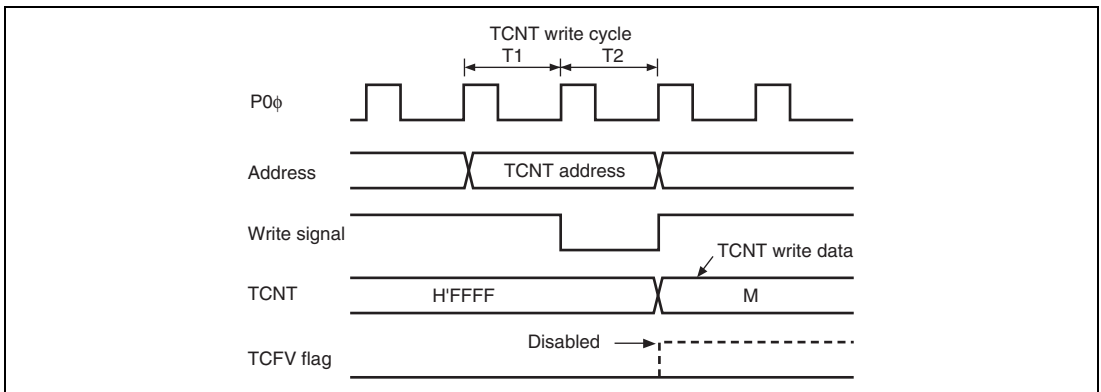 TCNT write cycle
T1 T2
P0ϕ
Address TCNT address
Write signal
TCNT write data
TCNT H'FFFF M
Disabled
TCFV flag